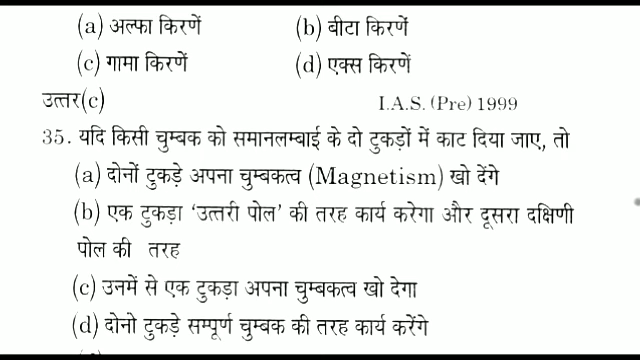 (a) अल्फा किरणें (b) बीटा किरणें
(c) गामा किरणें (d) एक्स किरणें
उत्तर(c) I.A.S. (Pre) 1999
35. यदि किसी चुम्बक को समानलम्बाई के दो टुकड़ों में काट दिया जाए, तो
(a) दोनों टुकड़े अपना चुम्बकत्व (Magnetism) खो देंगे
(b) एक टुकड़ा ‘उत्तरी पोल’ की तरह कार्य करेगा और दूसरा दक्षिणी
पोल की तरह
(c) उनमें से एक टुकड़ा अपना चुम्बकत्व खो देगा
(d) दोनो टुकड़े सम्पूर्ण चुम्बक की तरह कार्य करेंगे